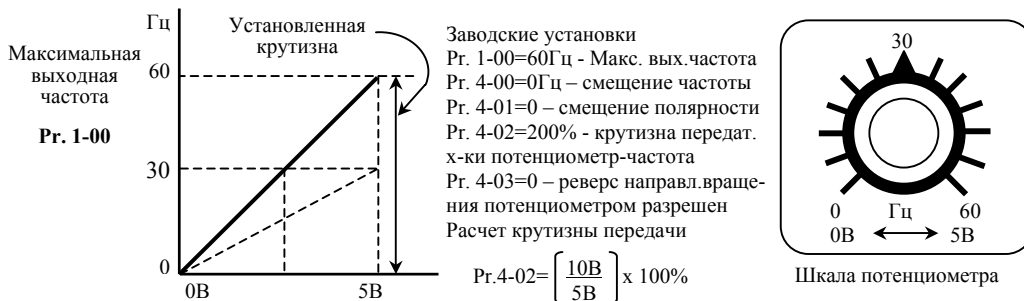 Гц
Максимальная
выходная
частота
Pr. 1-00
Установленная
крутизна
60
30
0
0В
5В
Заводские установки
Pr. 1-00=60Гц - Макс. вых.частота
Pr. 4-00=0Гц – смещение частоты
Pr. 4-01=0 – смещение полярности
Pr. 4-02=200% - крутизна передат.
х-ки потенциометр-частота
Pr. 4-03=0 – реверс направл.враще-
ния потенциометром разрешен
Расчет крутизны передачи
Pr.4-02= ( 10В / 5В ) x 100%
30
0 Гц 60
0В 5В
Шкала потенциометра